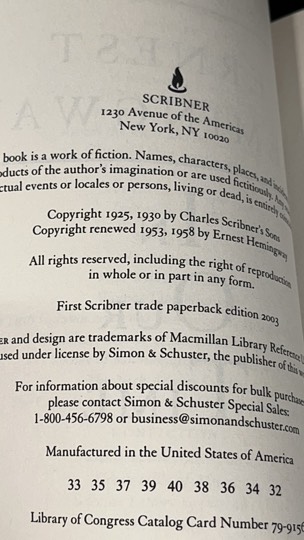 SCRIBNER
1230 Avenue of the Americas
New York, NY 10020
book is a work of fiction. Names, characters, places, and
of the author's imagination or are used fictitiously.
events or locales or persons, living or dead, is entirely
Copyright 1925, 1930 by Charles Scribner's Sons
Copyright renewed 1953, 1958 by Ernest Hemingway
All rights reserved, including the right of reproduction
in whole or in part in any form.
First Scribner trade paperback edition 2003
and design are trademarks of Macmillan Library Reference
used under license by Simon & Schuster, the publisher of this
For information about special discounts for bulk purchases
please contact Simon & Schuster Special Sales:
1-800-456-6798 or business@simonandschuster.com
Manufactured in the United States of America
33 35 37 39 40 38 36 34 32
Library of Congress Catalog Card Number 79-9156